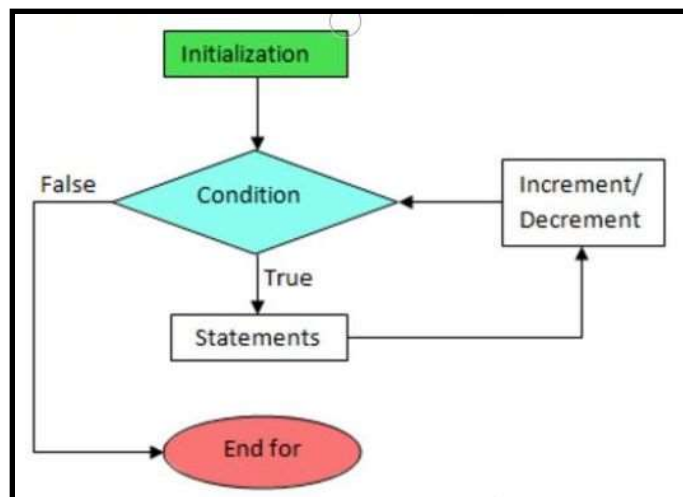 Initialization
False
Condition
Increment/
Decrement
True
Statements
End for